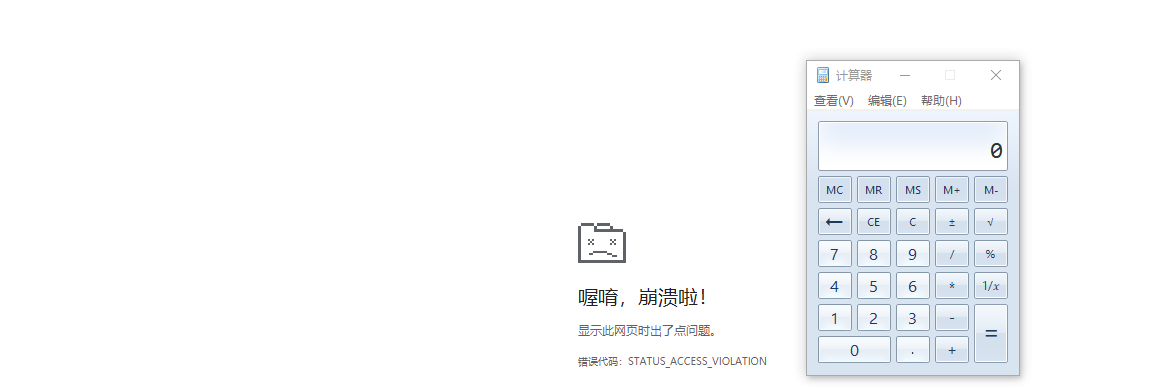 计算器
查看(V) 编辑(E) 帮助(H)
0
MC MR MS M+ M-
← CE C ± √
7 8 9 / %
4 5 6 * 1/x
1 2 3 - =
0 . +
喔唷，崩溃啦！
显示此网页时出了点问题。
错误代码：STATUS_ACCESS_VIOLATION